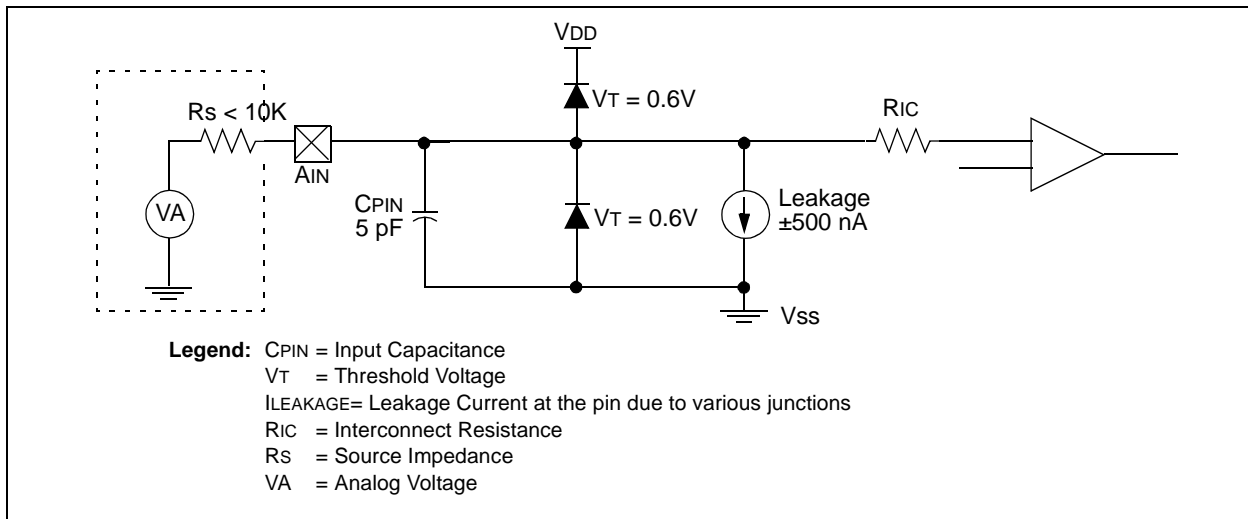 VDD
VT = 0.6V
RIC
RS < 10K
AIN
VA
CPIN
5 pF
VT = 0.6V
Leakage
±500 nA
VSS
Legend: CPIN = Input Capacitance
VT = Threshold Voltage
ILEAKAGE= Leakage Current at the pin due to various junctions
RIC = Interconnect Resistance
RS = Source Impedance
VA = Analog Voltage